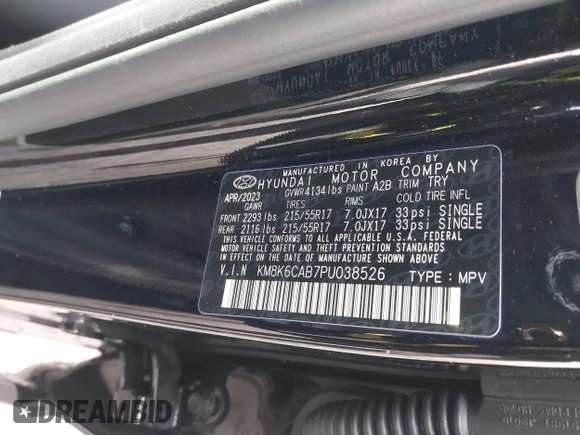 MANUFACTURED IN KOREA BY
HYUNDAI MOTOR COMPANY
APR/2023 GVWR 4134 lbs PAINT A2B TRIM TRY
GAWR TIRES RIMS COLD TIRE INFL
FRONT 2293 lbs 215/55R17 7.0JX17 33psi SINGLE
REAR 2116 lbs 215/55R17 7.0JX17 33psi SINGLE
THIS VEHICLE CONFORMS TO ALL APPLICABLE U.S.A. FEDERAL
MOTOR VEHICLE SAFETY, BUMPER, AND THEFT PREVENTION STANDARDS
IN EFFECT ON THE DATE OF MANUFACTURE SHOWN ABOVE.
V.I.N KM8K6CAB7PU038526 TYPE : MPV
DREAMBID